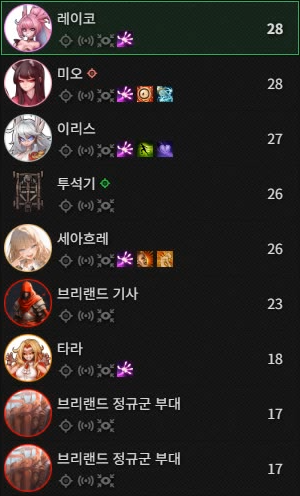 레이코 28
미오 28
이리스 27
투석기 26
세아흐레 26
브리랜드 기사 23
타라 18
브리랜드 정규군 부대 17
브리랜드 정규군 부대 17